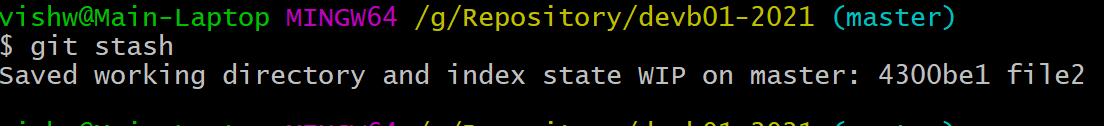 vishw@Main-Laptop MINGW64 /g/Repository/devb01-2021 (master)
$ git stash
Saved working directory and index state WIP on master: 4300be1 file2